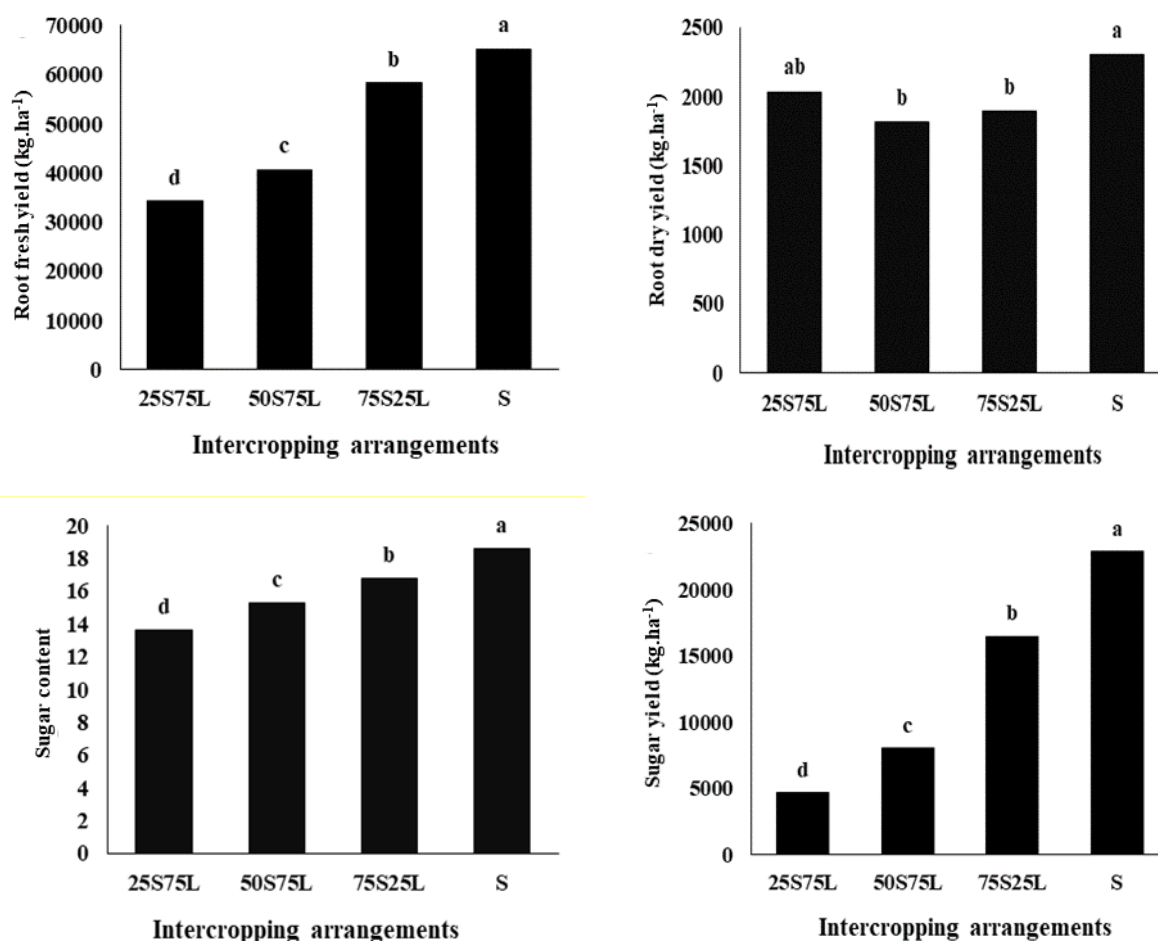 Root fresh yield (kg.ha-1)
70000
60000
50000
40000
30000
20000
10000
0
d
c
b
a
25S75L 50S75L 75S25L S
Intercropping arrangements
Root dry yield (kg.ha-1)
2500
2000
1500
1000
500
0
ab
b
b
a
25S75L 50S75L 75S25L S
Intercropping arrangements
Sugar content
20
18
16
14
12
10
8
6
4
2
0
d
c
b
a
25S75L 50S75L 75S25L S
Intercropping arrangements
Sugar yield (kg.ha-1)
25000
20000
15000
10000
5000
0
d
c
b
a
25S75L 50S75L 75S25L S
Intercropping arrangements